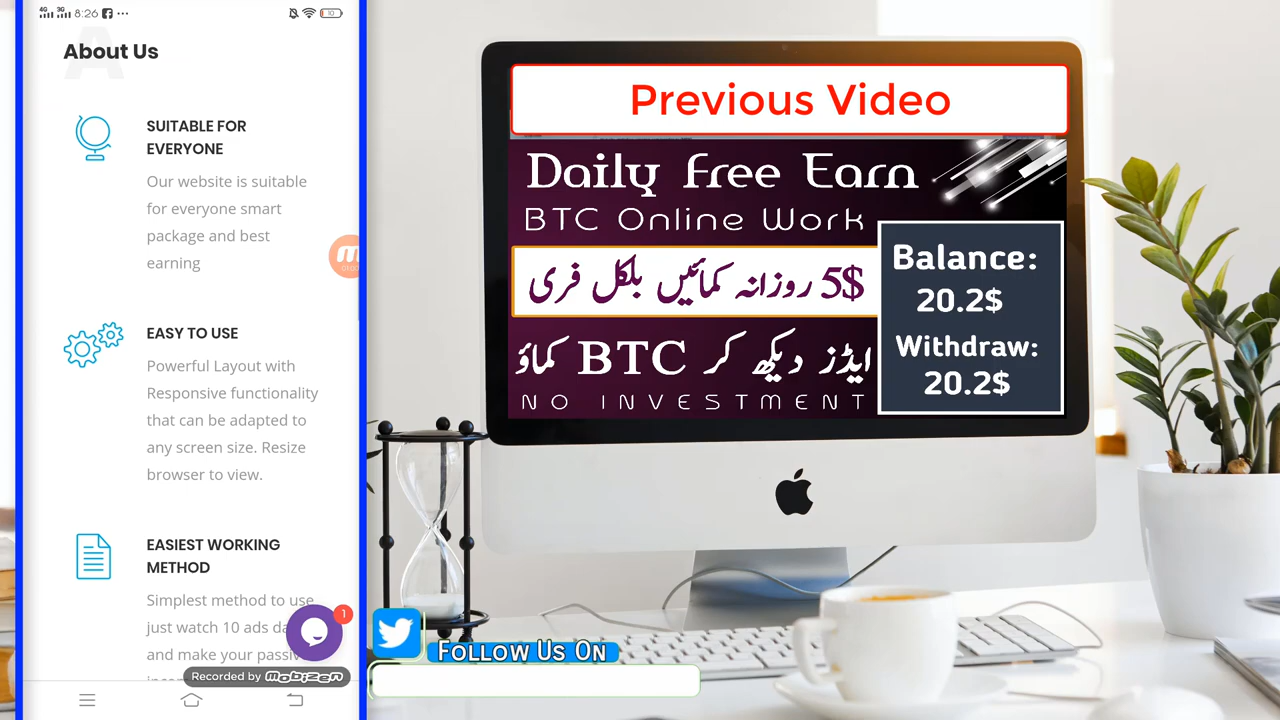 4G 3G 8:26
10
About Us
SUITABLE FOR
EVERYONE
Our website is suitable
for everyone smart
package and best
earning
EASY TO USE
Powerful Layout with
Responsive functionality
that can be adapted to
any screen size. Resize
browser to view.
EASIEST WORKING
METHOD
Simplest method to use
just watch 10 ads
and make your
1
Recorded by MOBIZEN
Previous Video
Daily Free Earn
BTC Online Work
5$ روزانہ کمائیں بلکل فری
ایڈز دیکھ کر BTC کماؤ
NO INVESTMENT
Balance:
20.2$
Withdraw:
20.2$
Follow Us On